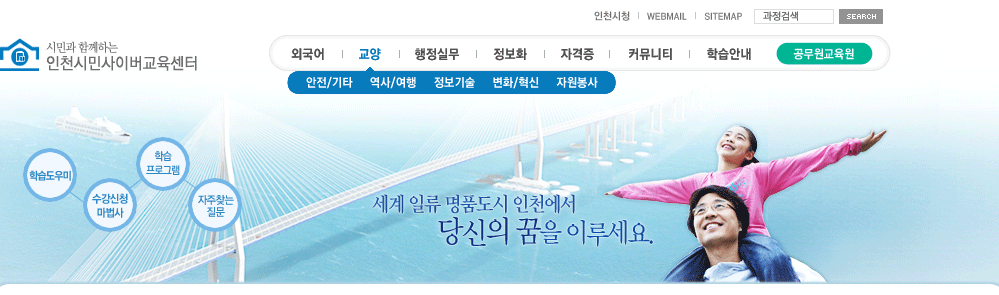 인천시청 WEBMAIL SITEMAP 과정검색 SEARCH
시민과 함께하는
인천시민사이버교육센터
외국어 교양 행정실무 정보화 자격증 커뮤니티 학습안내 공무원교육원
안전/기타 역사/여행 정보기술 변화/혁신 자원봉사
학습도우미
수강신청
마법사
학습
프로그램
자주찾는
질문
세계 일류 명품도시 인천에서
당신의 꿈을 이루세요.